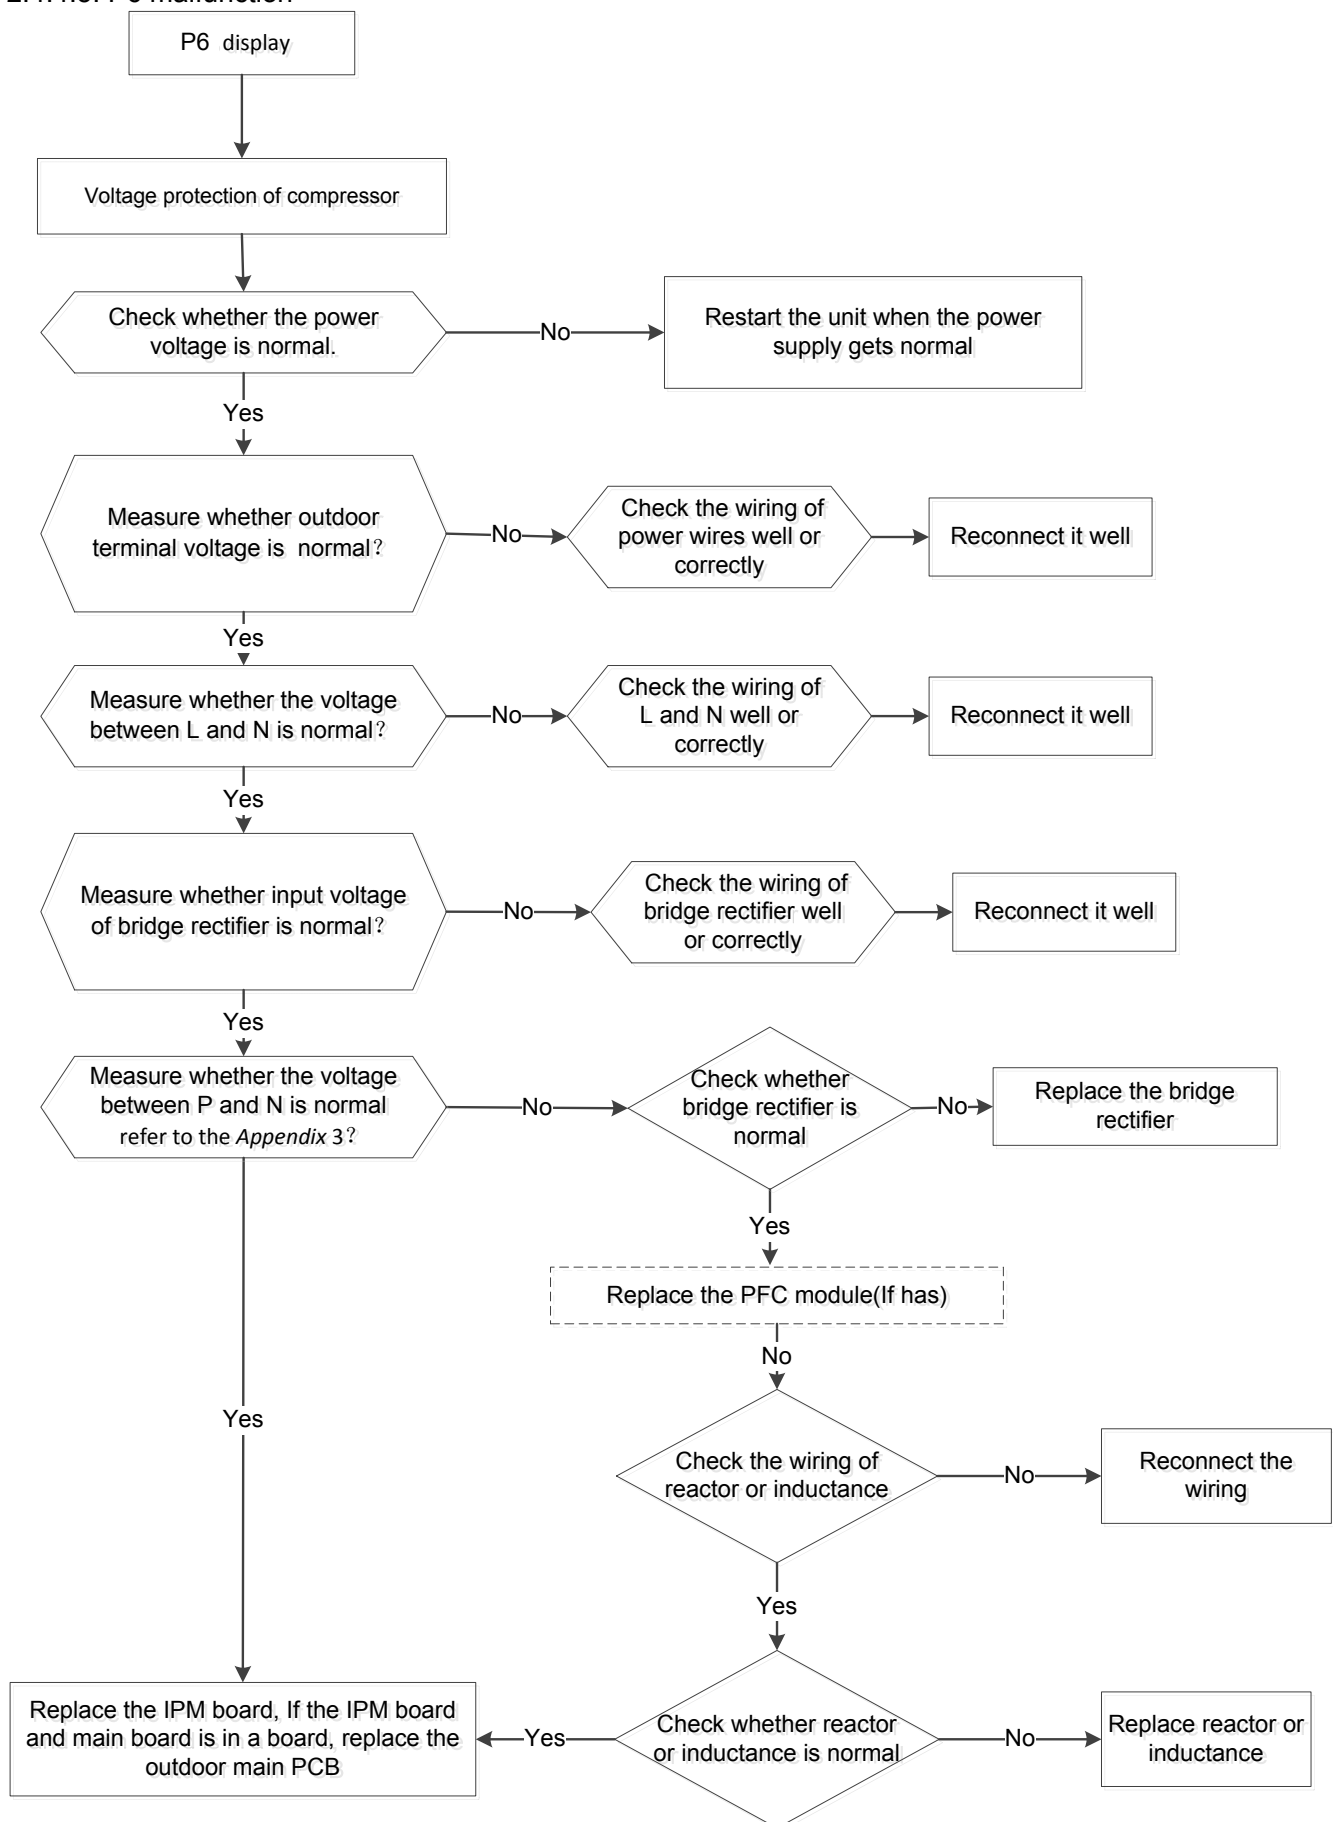 P6 display
Voltage protection of compressor
Check whether the power
voltage is normal.
No
Restart the unit when the power
supply gets normal
Yes
Measure whether outdoor
terminal voltage is normal?
No
Check the wiring of
power wires well or
correctly
Reconnect it well
Yes
Measure whether the voltage
between L and N is normal?
No
Check the wiring of
L and N well or
correctly
Reconnect it well
Yes
Measure whether input voltage
of bridge rectifier is normal?
No
Check the wiring of
bridge rectifier well
or correctly
Reconnect it well
Yes
Measure whether the voltage
between P and N is normal
refer to the Appendix 3?
No
Check whether
bridge rectifier is
normal
No
Replace the bridge
rectifier
Yes
Replace the PFC module(If has)
No
Yes
Check the wiring of
reactor or inductance
No
Reconnect the
wiring
Yes
Replace the IPM board, If the IPM board
and main board is in a board, replace the
outdoor main PCB
Yes
Check whether reactor
or inductance is normal
No
Replace reactor or
inductance